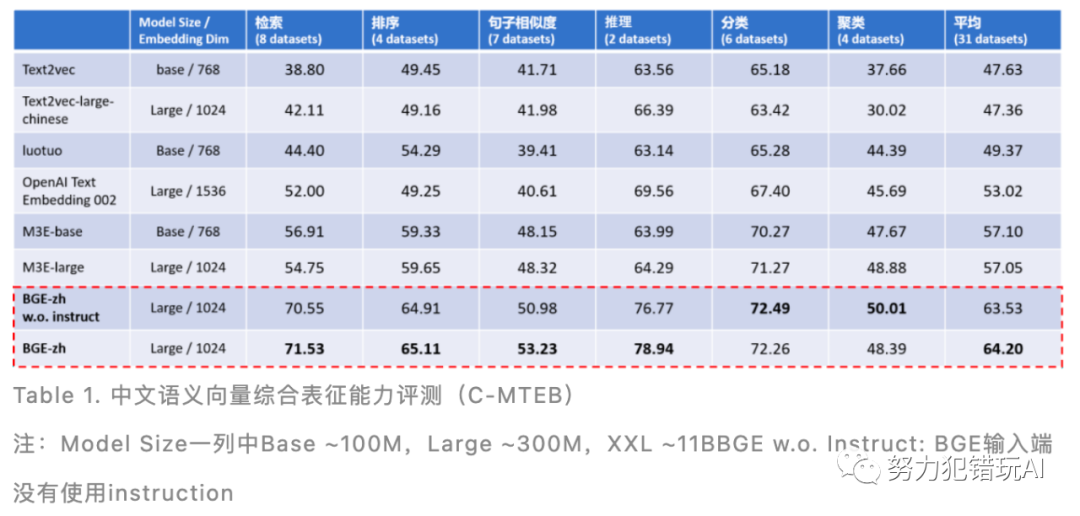 Model Size / 检索 排序 句子相似度 推理 分类 聚类 平均
Embedding Dim (8 datasets) (4 datasets) (7 datasets) (2 datasets) (6 datasets) (4 datasets) (31 datasets)
Text2vec base / 768 38.80 49.45 41.71 63.56 65.18 37.66 47.63
Text2vec-large-
chinese Large / 1024 42.11 49.16 41.98 66.39 63.42 30.02 47.36
luotuo Base / 768 44.40 54.29 39.41 63.14 65.28 44.39 49.37
OpenAI Text
Embedding 002 Large / 1536 52.00 49.25 40.61 69.56 67.40 45.69 53.02
M3E-base Base / 768 56.91 59.33 48.15 63.99 70.27 47.67 57.10
M3E-large Large / 1024 54.75 59.65 48.32 64.29 71.27 48.88 57.05
BGE-zh
w.o. instruct Large / 1024 70.55 64.91 50.98 76.77 72.49 50.01 63.53
BGE-zh Large / 1024 71.53 65.11 53.23 78.94 72.26 48.39 64.20
Table 1. 中文语义向量综合表征能力评测（C-MTEB）
注：Model Size一列中Base ~100M，Large ~300M，XXL ~11BBGE w.o. Instruct: BGE输入端
没有使用instruction
努力犯错玩AI